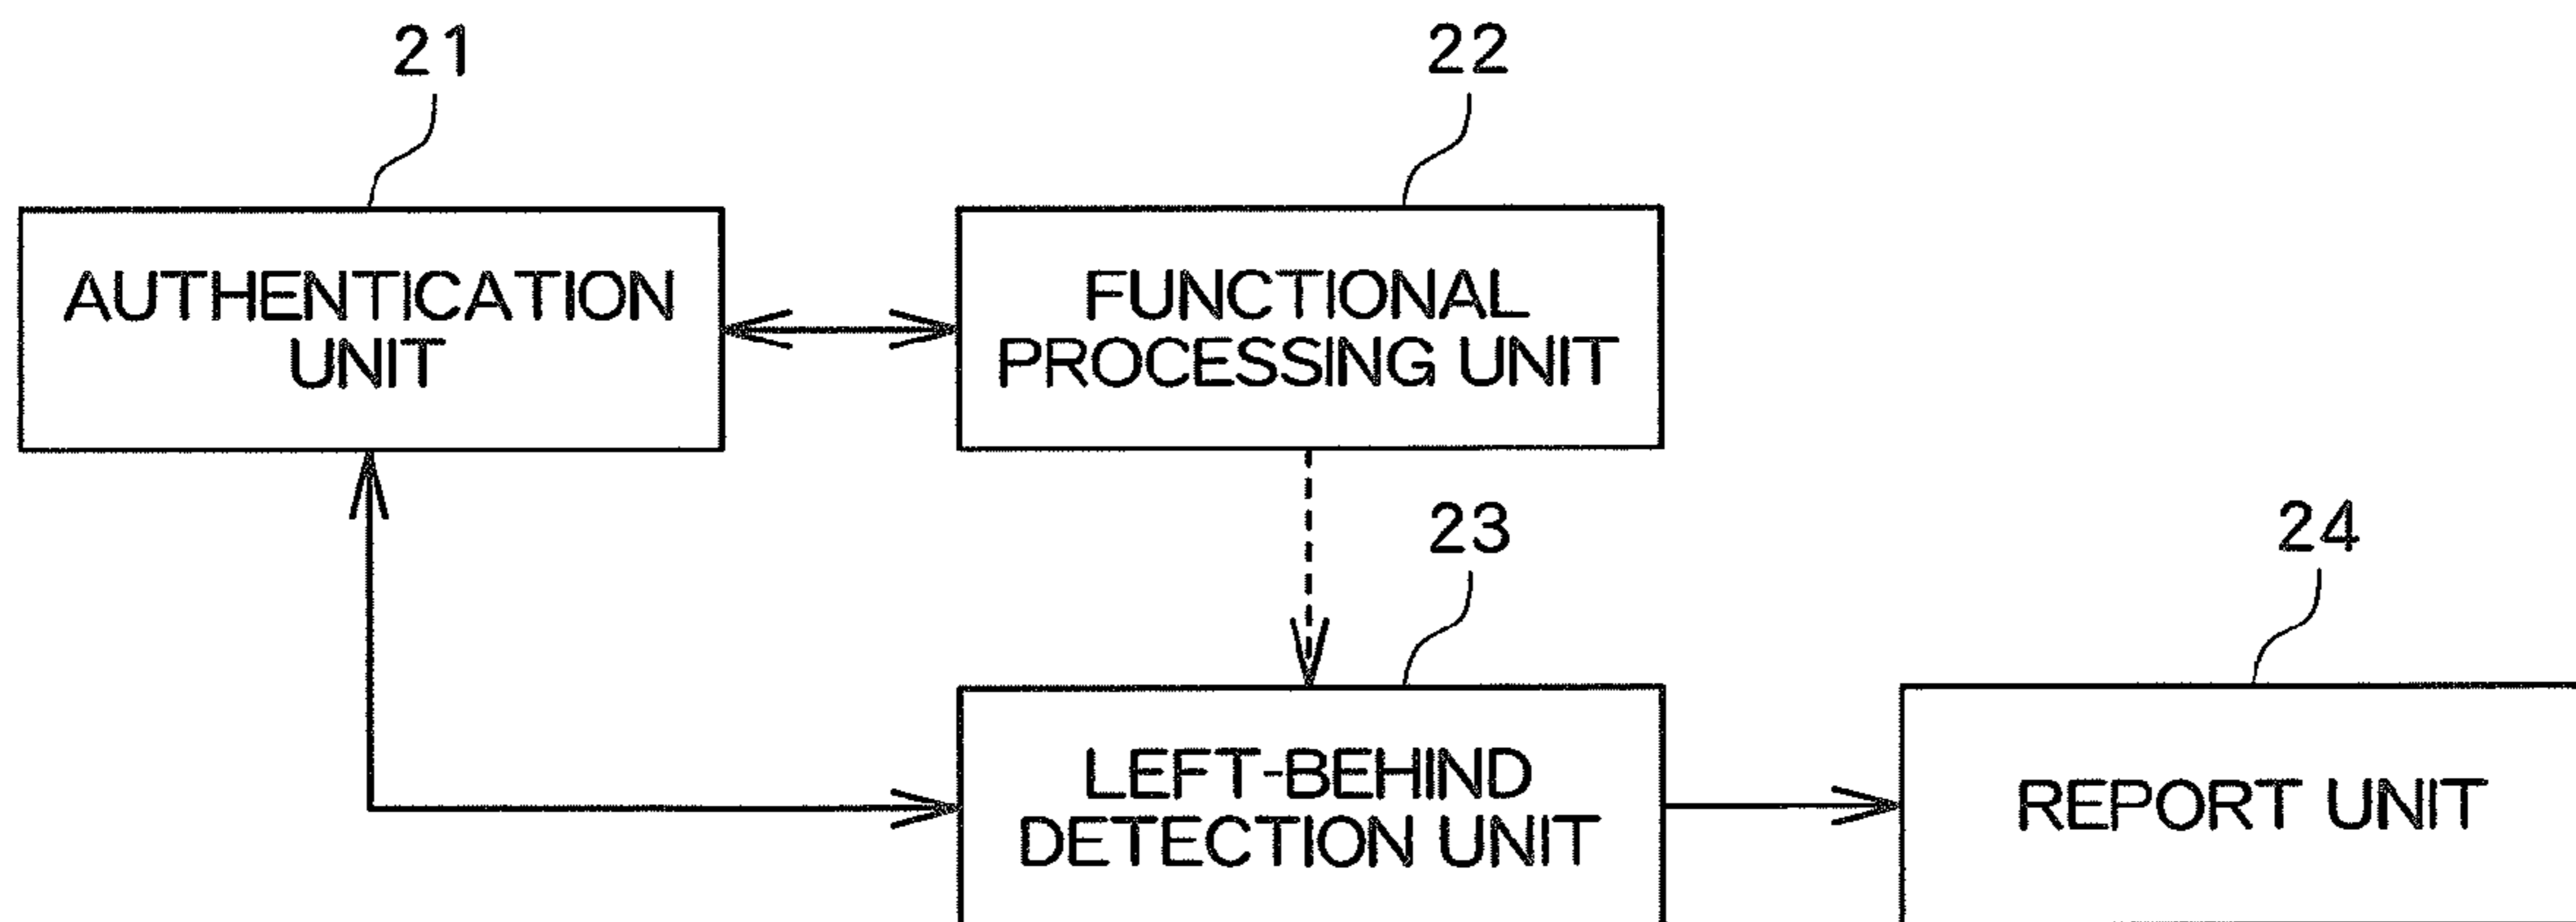 21
22
AUTHENTICATION
UNIT
FUNCTIONAL
PROCESSING UNIT
23
24
LEFT-BEHIND
DETECTION UNIT
REPORT UNIT